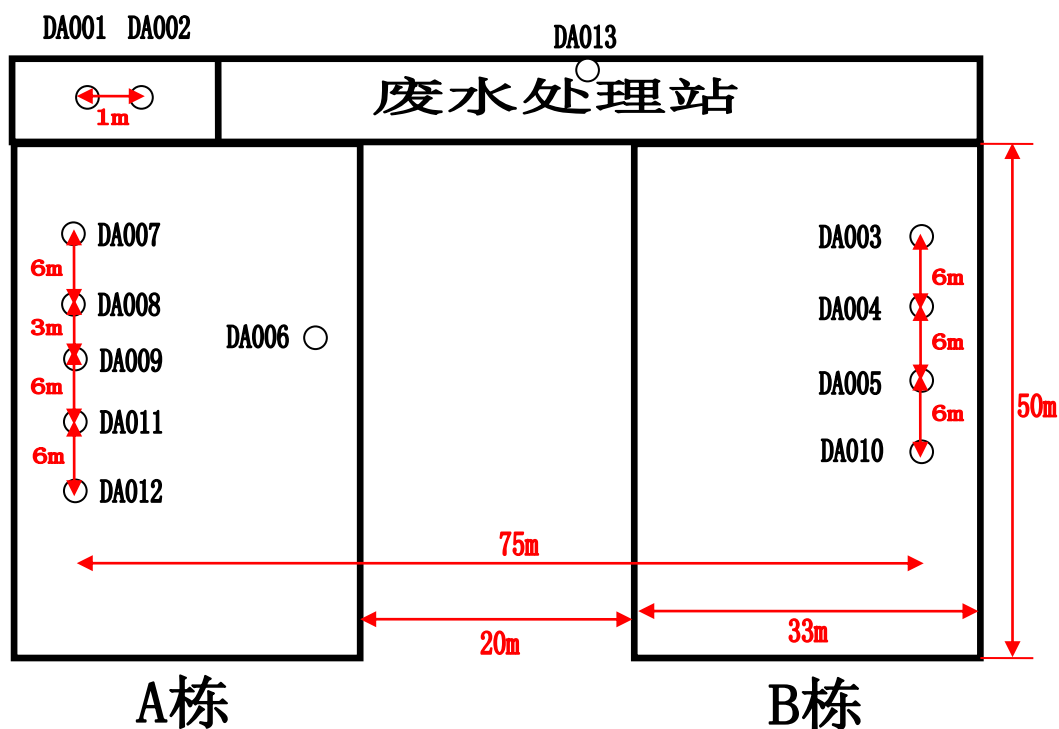 DA001 DA002
DA013
废水处理站
1m
DA007
DA003
6m
6m
DA008
DA004
3m
DA006
6m
DA009
DA005
6m
6m
DA011
50m
DA010
6m
DA012
75m
20m
33m
A栋
B栋